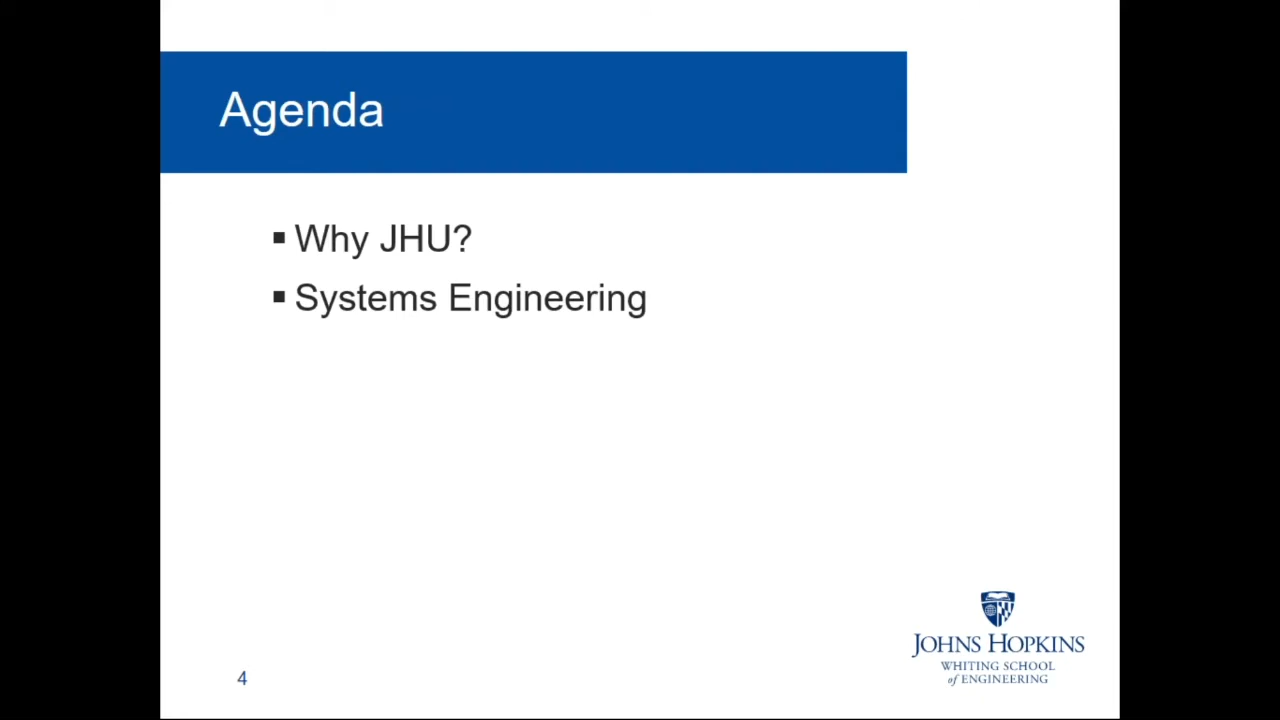 Agenda
▪ Why JHU?
▪ Systems Engineering
4
JOHNS HOPKINS
WHITING SCHOOL
of ENGINEERING